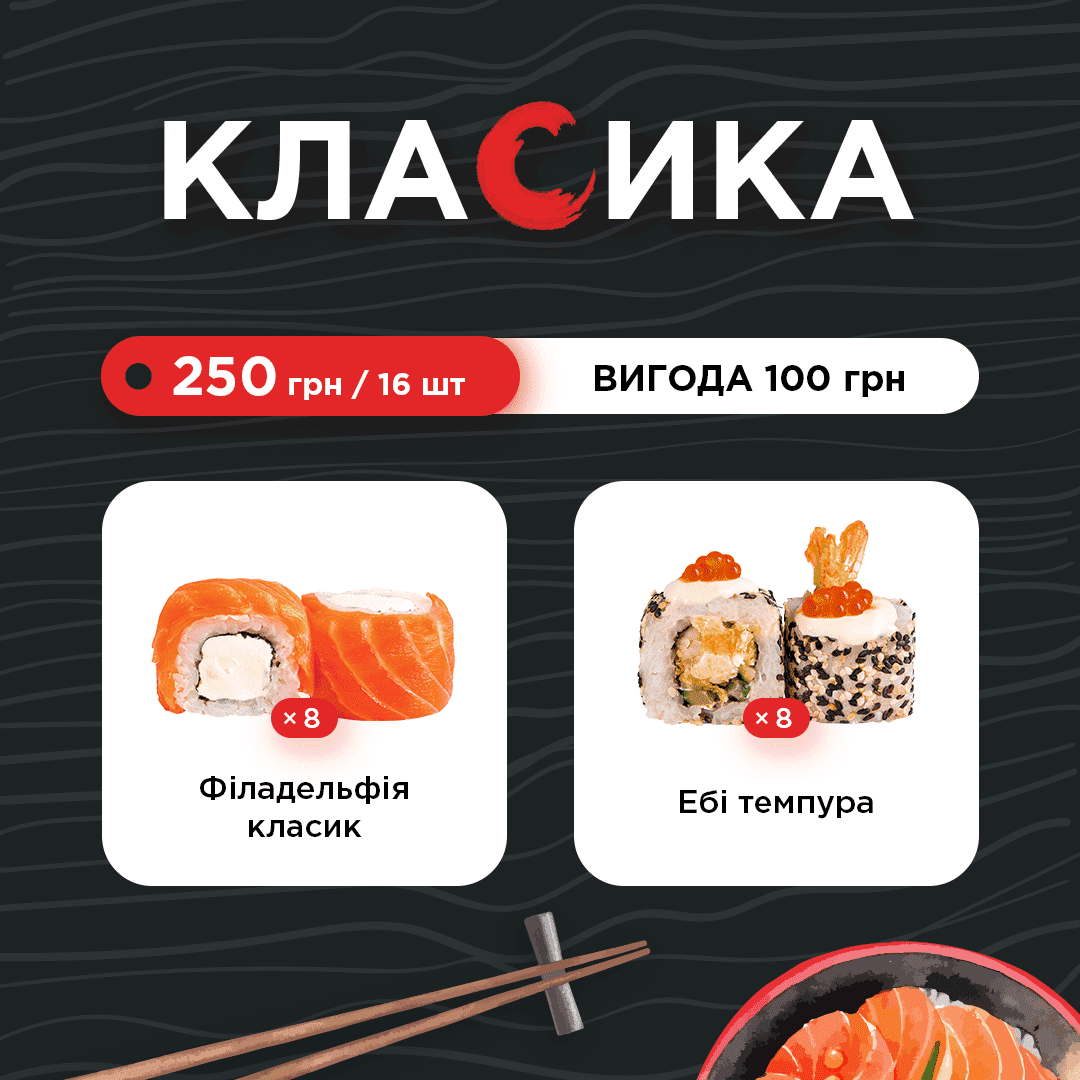 КЛАСИКА
250 грн / 16 шт
ВИГОДА 100 грн
× 8
Філадельфія
класик
× 8
Ебі темпура